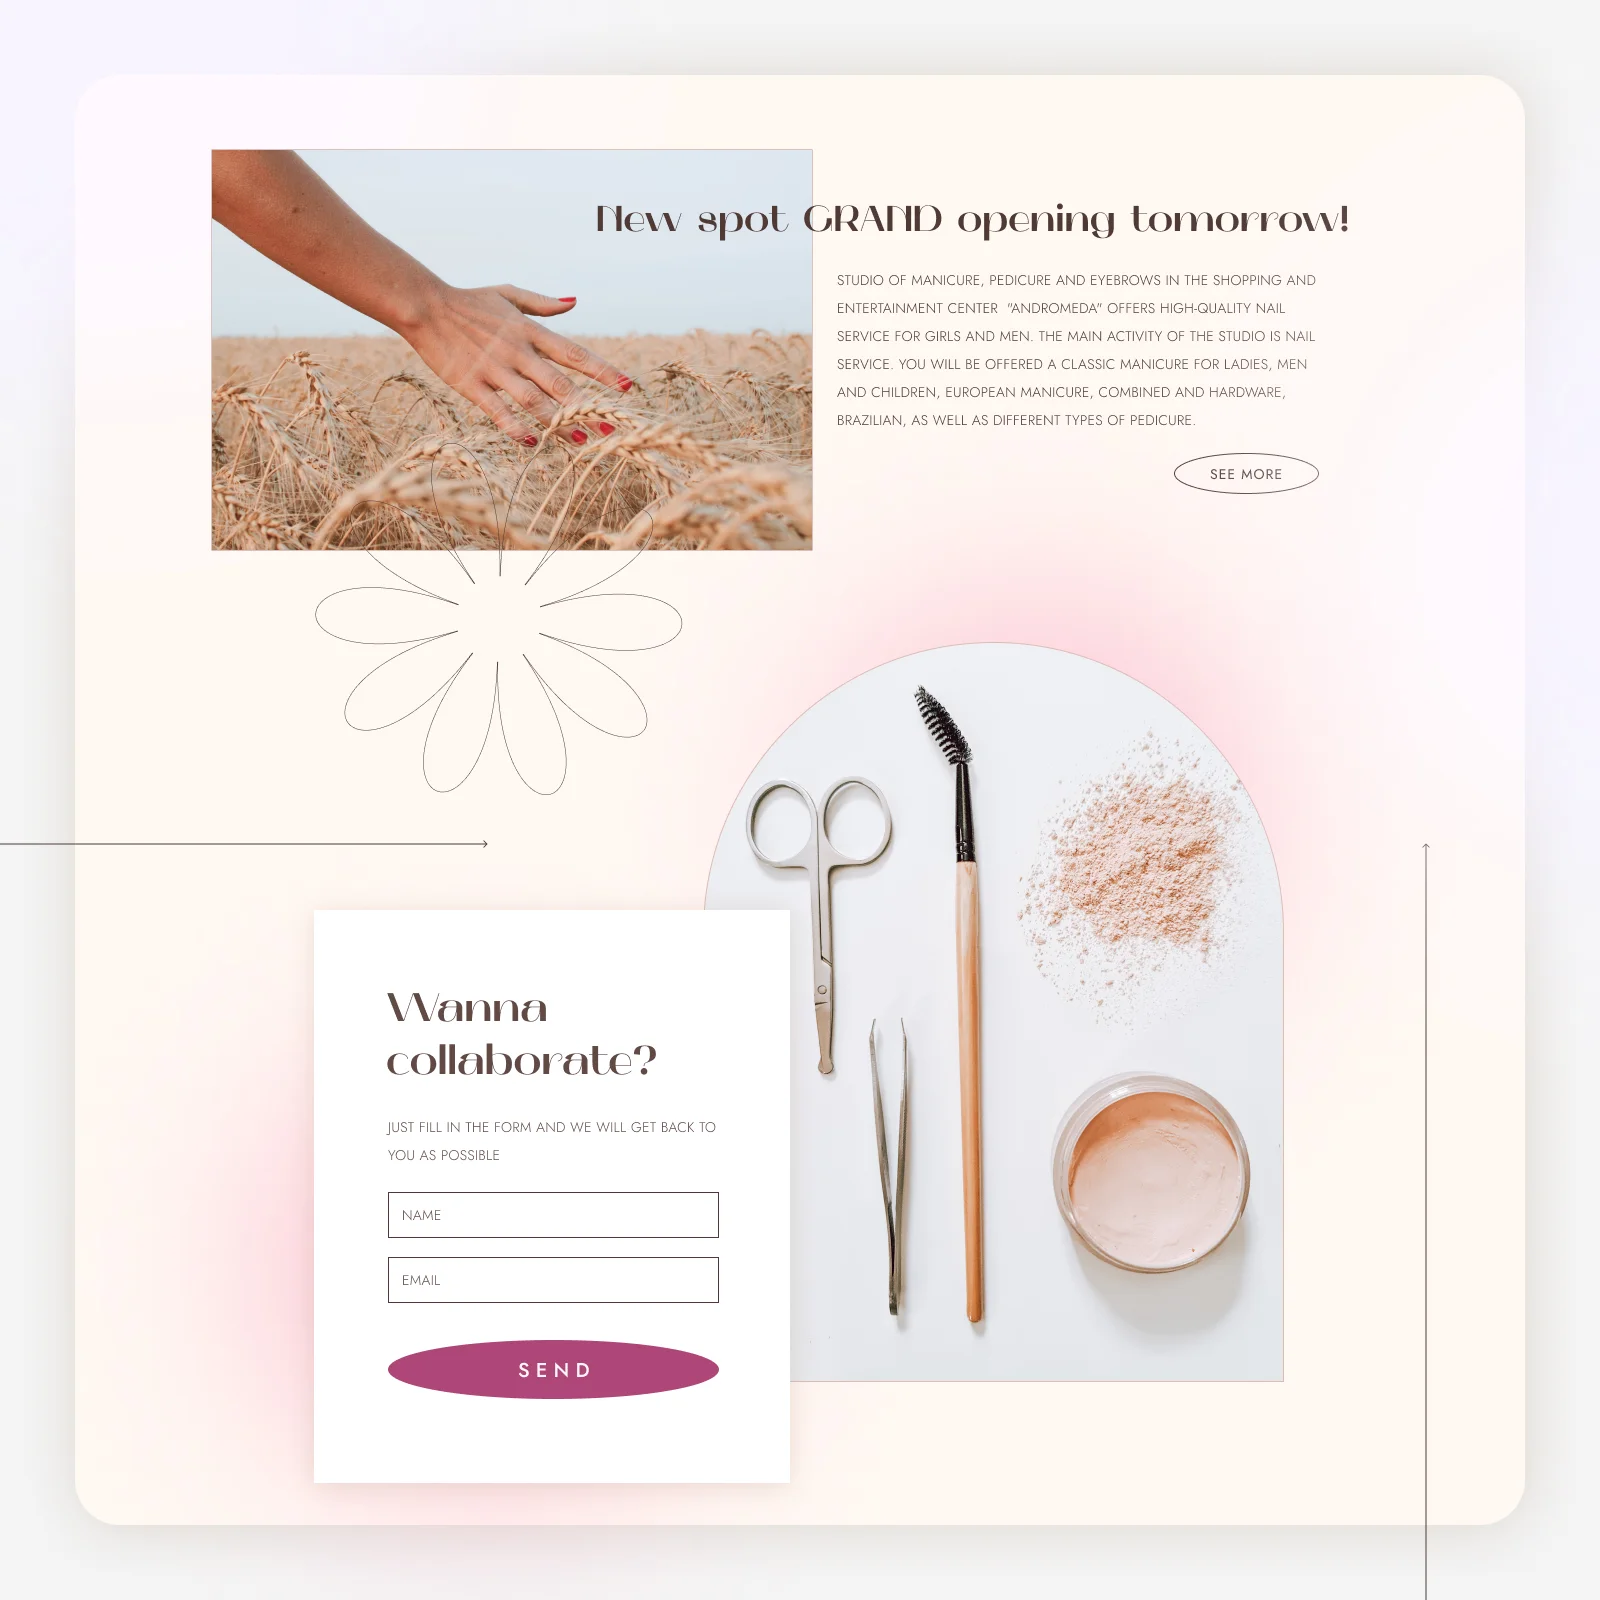 New spot GRAND opening tomorrow!
STUDIO OF MANICURE, PEDICURE AND EYEBROWS IN THE SHOPPING AND
ENTERTAINMENT CENTER "ANDROMEDA" OFFERS HIGH-QUALITY NAIL
SERVICE FOR GIRLS AND MEN. THE MAIN ACTIVITY OF THE STUDIO IS NAIL
SERVICE. YOU WILL BE OFFERED A CLASSIC MANICURE FOR LADIES, MEN
AND CHILDREN, EUROPEAN MANICURE, COMBINED AND HARDWARE,
BRAZILIAN, AS WELL AS DIFFERENT TYPES OF PEDICURE.
SEE MORE
Wanna
collaborate?
JUST FILL IN THE FORM AND WE WILL GET BACK TO
YOU AS POSSIBLE
NAME
EMAIL
SEND